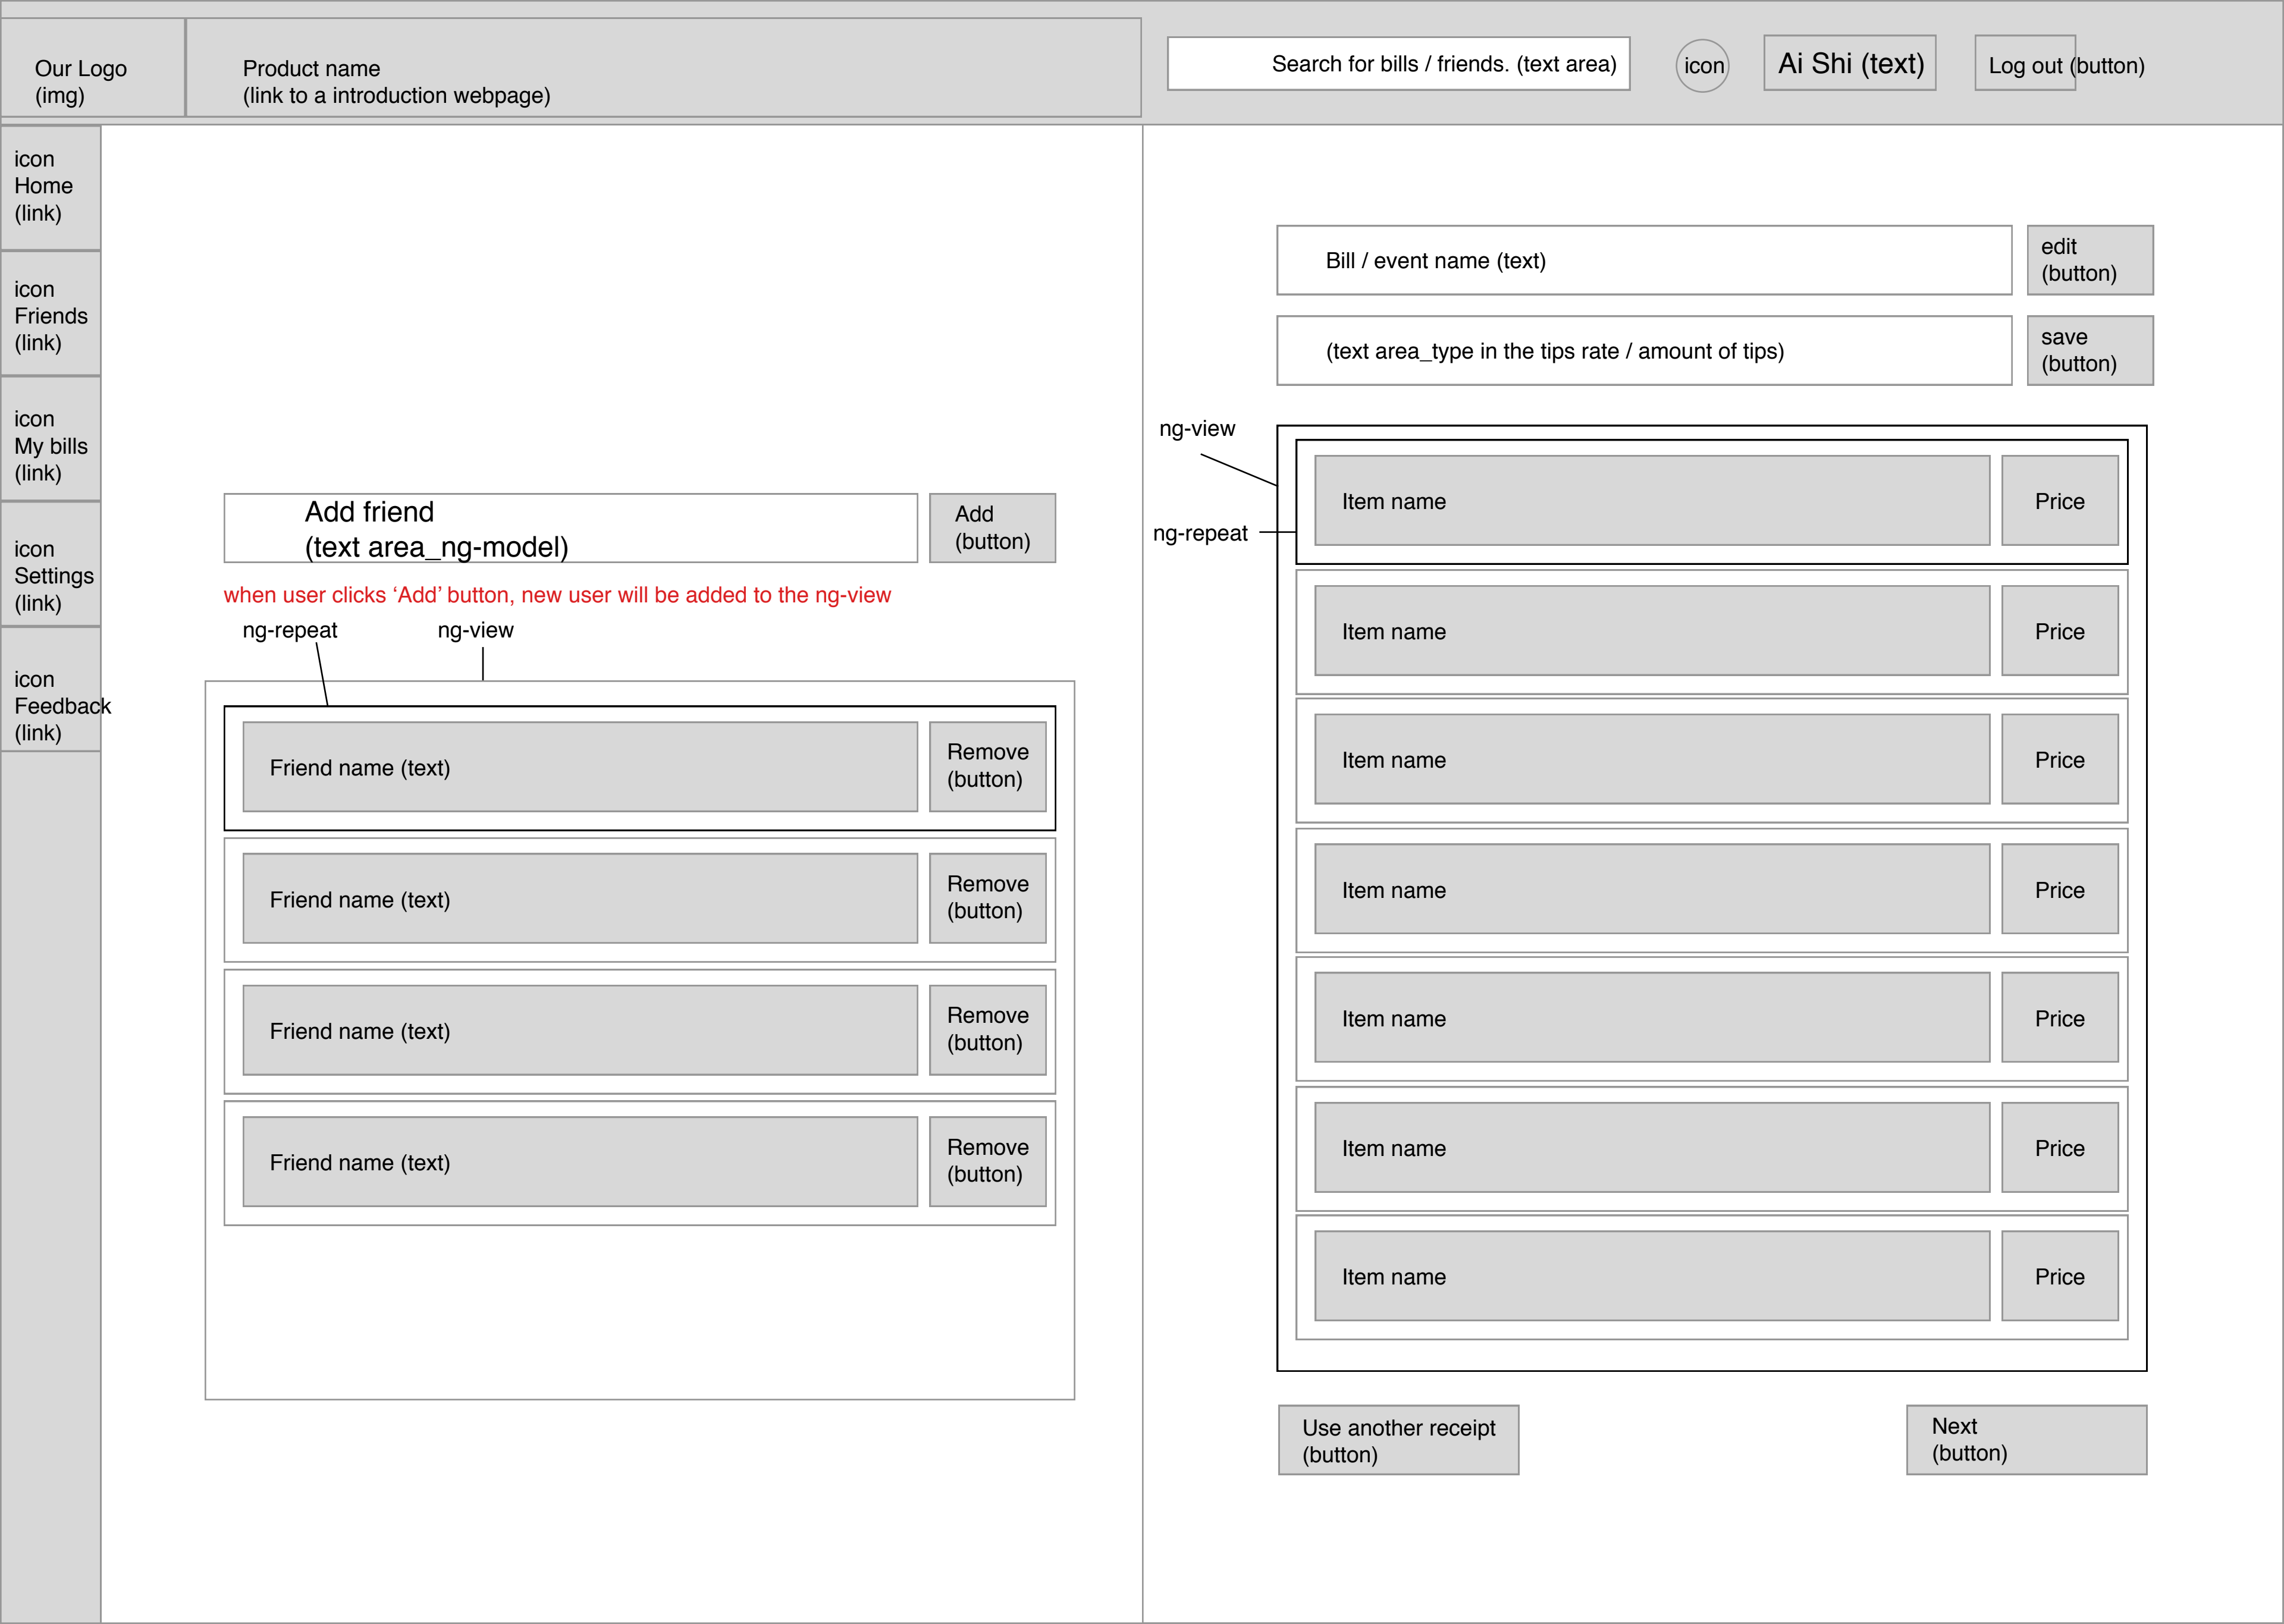 Our Logo
(img)
Product name
(link to a introduction webpage)
Search for bills / friends. (text area)
icon
Ai Shi (text)
Log out (button)
icon
Home
(link)
icon
Friends
(link)
icon
My bills
(link)
icon
Settings
(link)
icon
Feedback
(link)
Add friend
(text area_ng-model)
Add
(button)
when user clicks ‘Add’ button, new user will be added to the ng-view
ng-repeat
ng-view
Friend name (text)
Remove
(button)
Friend name (text)
Remove
(button)
Friend name (text)
Remove
(button)
Friend name (text)
Remove
(button)
Bill / event name (text)
edit
(button)
(text area_type in the tips rate / amount of tips)
save
(button)
ng-view
ng-repeat
Item name
Price
Item name
Price
Item name
Price
Item name
Price
Item name
Price
Item name
Price
Item name
Price
Use another receipt
(button)
Next
(button)